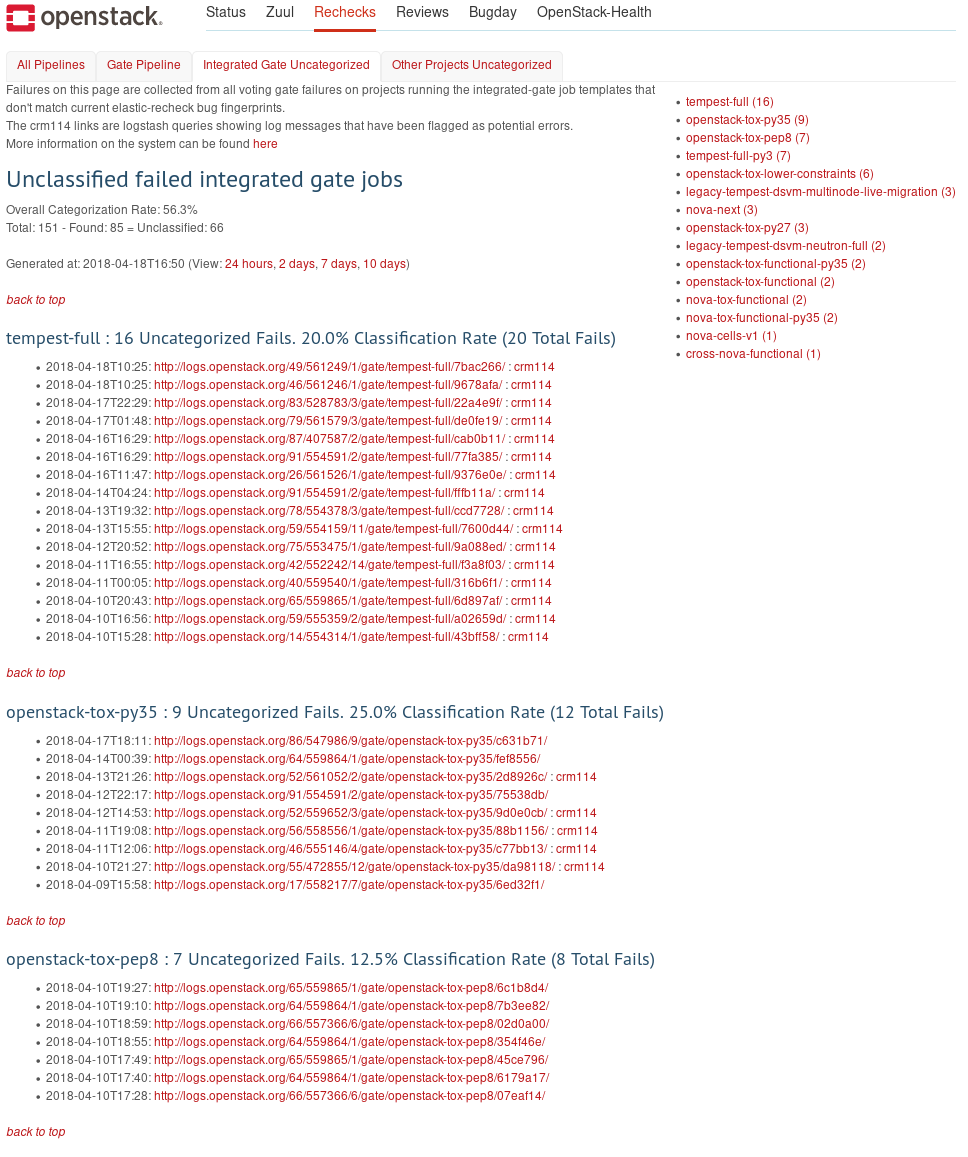 openstack.
Status Zuul Rechecks Reviews Bugday OpenStack-Health
All Pipelines Gate Pipeline Integrated Gate Uncategorized Other Projects Uncategorized
Failures on this page are collected from all voting gate failures on projects running the integrated-gate job templates that
don't match current elastic-recheck bug fingerprints.
The crm114 links are logstash queries showing log messages that have been flagged as potential errors.
More information on the system can be found here
Unclassified failed integrated gate jobs
Overall Categorization Rate: 56.3%
Total: 151 - Found: 85 = Unclassified: 66
Generated at: 2018-04-18T16:50 (View: 24 hours, 2 days, 7 days, 10 days)
back to top
• tempest-full (16)
• openstack-tox-py35 (9)
• openstack-tox-pep8 (7)
• tempest-full-py3 (7)
• openstack-tox-lower-constraints (6)
• legacy-tempest-dsvm-multinode-live-migration (3)
• nova-next (3)
• openstack-tox-py27 (3)
• legacy-tempest-dsvm-neutron-full (2)
• openstack-tox-functional-py35 (2)
• openstack-tox-functional (2)
• nova-tox-functional (2)
• nova-tox-functional-py35 (2)
• nova-cells-v1 (1)
• cross-nova-functional (1)
tempest-full : 16 Uncategorized Fails. 20.0% Classification Rate (20 Total Fails)
• 2018-04-18T10:25: http://logs.openstack.org/49/561249/1/gate/tempest-full/7bac266/ : crm114
• 2018-04-18T10:25: http://logs.openstack.org/46/561246/1/gate/tempest-full/9678afa/ : crm114
• 2018-04-17T22:29: http://logs.openstack.org/83/528783/3/gate/tempest-full/22a4e9f/ : crm114
• 2018-04-17T01:48: http://logs.openstack.org/79/561579/3/gate/tempest-full/de0fe19/ : crm114
• 2018-04-16T16:29: http://logs.openstack.org/87/407587/2/gate/tempest-full/cab0b11/ : crm114
• 2018-04-16T16:29: http://logs.openstack.org/91/554591/2/gate/tempest-full/77fa385/ : crm114
• 2018-04-16T11:47: http://logs.openstack.org/26/561526/1/gate/tempest-full/9376e0e/ : crm114
• 2018-04-14T04:24: http://logs.openstack.org/91/554591/2/gate/tempest-full/fffb11a/ : crm114
• 2018-04-13T19:32: http://logs.openstack.org/78/554378/3/gate/tempest-full/ccd7728/ : crm114
• 2018-04-13T15:55: http://logs.openstack.org/59/554159/11/gate/tempest-full/7600d44/ : crm114
• 2018-04-12T20:52: http://logs.openstack.org/75/553475/1/gate/tempest-full/9a088ed/ : crm114
• 2018-04-11T16:55: http://logs.openstack.org/42/552242/14/gate/tempest-full/f3a8f03/ : crm114
• 2018-04-11T00:05: http://logs.openstack.org/40/559540/1/gate/tempest-full/316b6f1/ : crm114
• 2018-04-10T20:43: http://logs.openstack.org/65/559865/1/gate/tempest-full/6d897af/ : crm114
• 2018-04-10T16:56: http://logs.openstack.org/59/555359/2/gate/tempest-full/a02659d/ : crm114
• 2018-04-10T15:28: http://logs.openstack.org/14/554314/1/gate/tempest-full/43bff58/ : crm114
back to top
openstack-tox-py35 : 9 Uncategorized Fails. 25.0% Classification Rate (12 Total Fails)
• 2018-04-17T18:11: http://logs.openstack.org/86/547986/9/gate/openstack-tox-py35/c631b71/
• 2018-04-14T00:39: http://logs.openstack.org/64/559864/1/gate/openstack-tox-py35/fef8556/
• 2018-04-13T21:26: http://logs.openstack.org/52/561052/2/gate/openstack-tox-py35/2d8926c/ : crm114
• 2018-04-12T22:17: http://logs.openstack.org/91/554591/2/gate/openstack-tox-py35/75538db/
• 2018-04-12T14:53: http://logs.openstack.org/52/559652/3/gate/openstack-tox-py35/9d0e0cb/ : crm114
• 2018-04-11T19:08: http://logs.openstack.org/56/558556/1/gate/openstack-tox-py35/88b1156/ : crm114
• 2018-04-11T12:06: http://logs.openstack.org/46/555146/4/gate/openstack-tox-py35/c77bb13/ : crm114
• 2018-04-10T21:27: http://logs.openstack.org/55/472855/12/gate/openstack-tox-py35/da98118/ : crm114
• 2018-04-09T15:58: http://logs.openstack.org/17/558217/7/gate/openstack-tox-py35/6ed32f1/
back to top
openstack-tox-pep8 : 7 Uncategorized Fails. 12.5% Classification Rate (8 Total Fails)
• 2018-04-10T19:27: http://logs.openstack.org/65/559865/1/gate/openstack-tox-pep8/6c1b8d4/
• 2018-04-10T19:10: http://logs.openstack.org/64/559864/1/gate/openstack-tox-pep8/7b3ee82/
• 2018-04-10T18:59: http://logs.openstack.org/66/557366/6/gate/openstack-tox-pep8/02d0a00/
• 2018-04-10T18:55: http://logs.openstack.org/64/559864/1/gate/openstack-tox-pep8/354f46e/
• 2018-04-10T17:49: http://logs.openstack.org/65/559865/1/gate/openstack-tox-pep8/45ce796/
• 2018-04-10T17:40: http://logs.openstack.org/64/559864/1/gate/openstack-tox-pep8/6179a17/
• 2018-04-10T17:28: http://logs.openstack.org/66/557366/6/gate/openstack-tox-pep8/07eaf14/
back to top